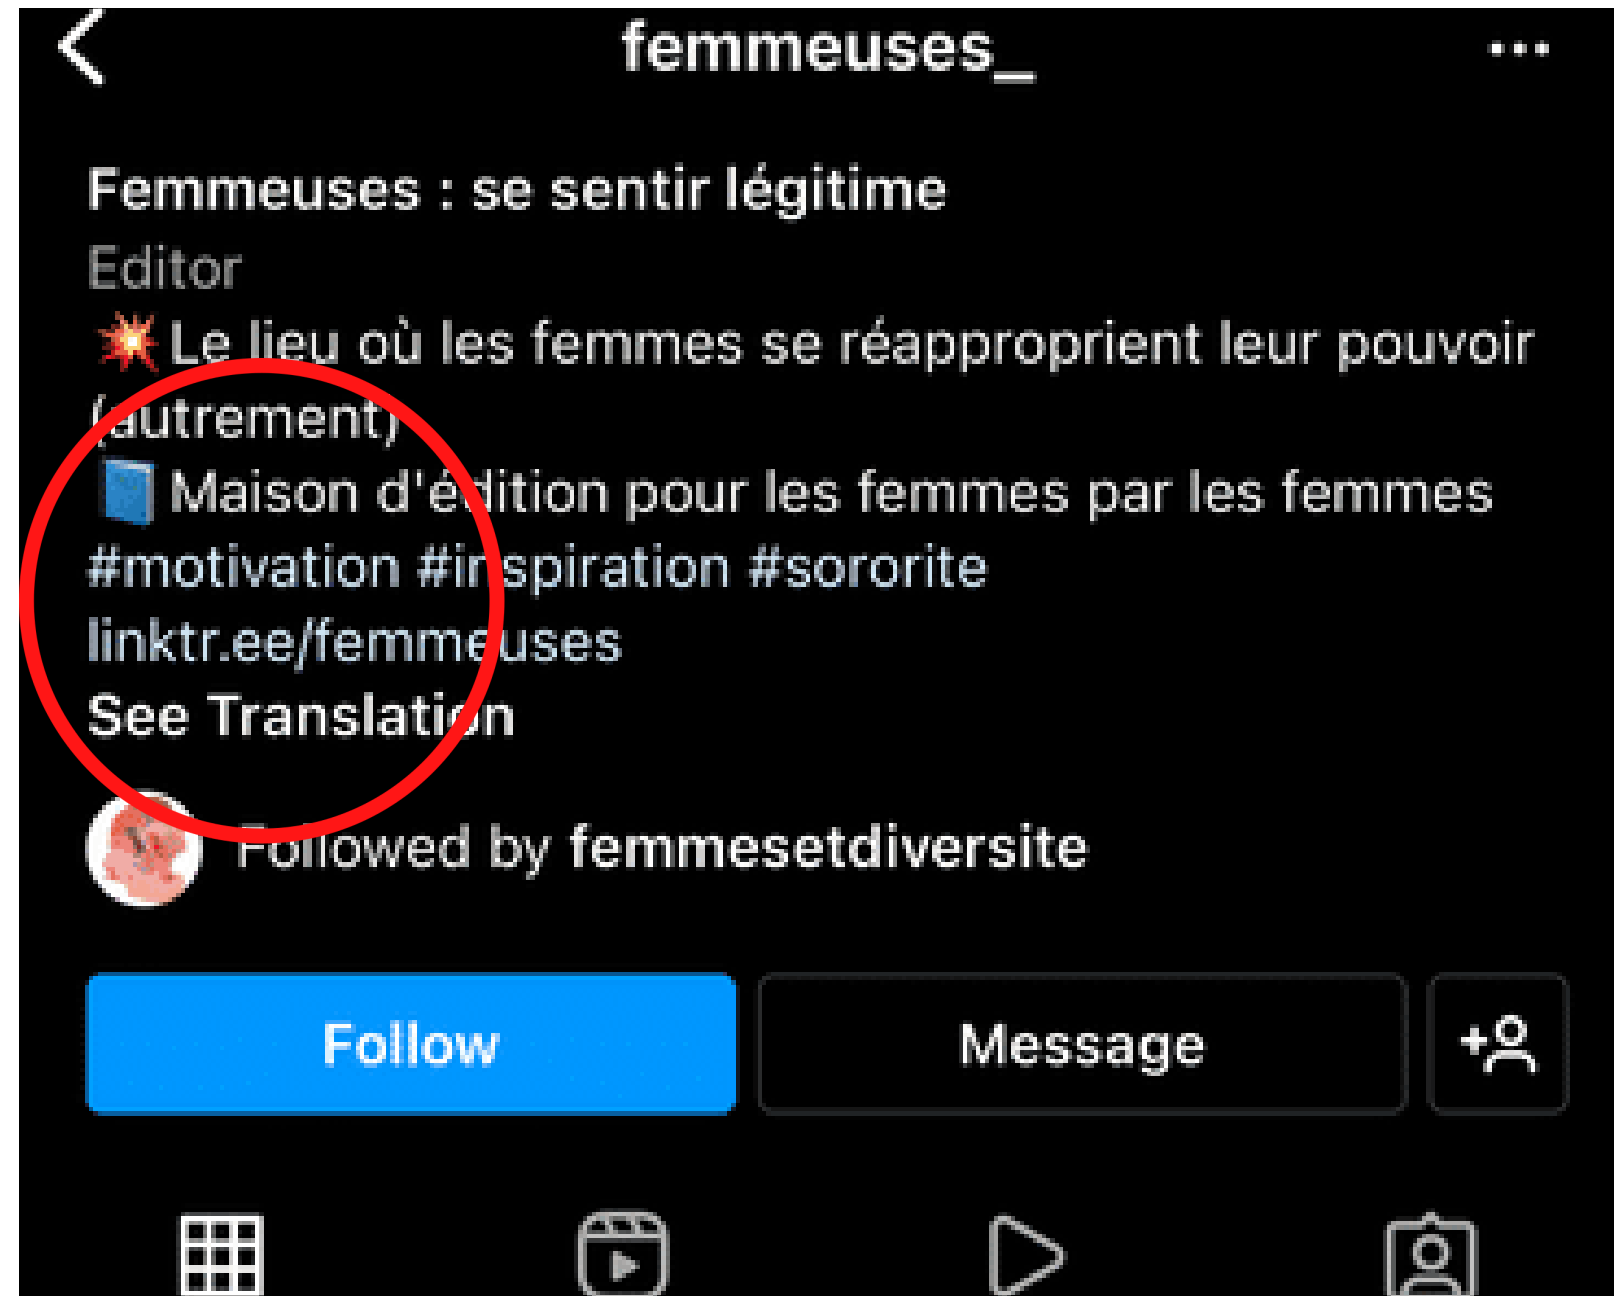 femmeuses_
Femmeuses : se sentir légitime
Editor
💥Le lieu où les femmes se réapproprient leur pouvoir
(autrement)
📘Maison d'édition pour les femmes par les femmes
#motivation #inspiration #sororite
linktr.ee/femmeuses
See Translation
Followed by femmesetdiversite
Follow Message